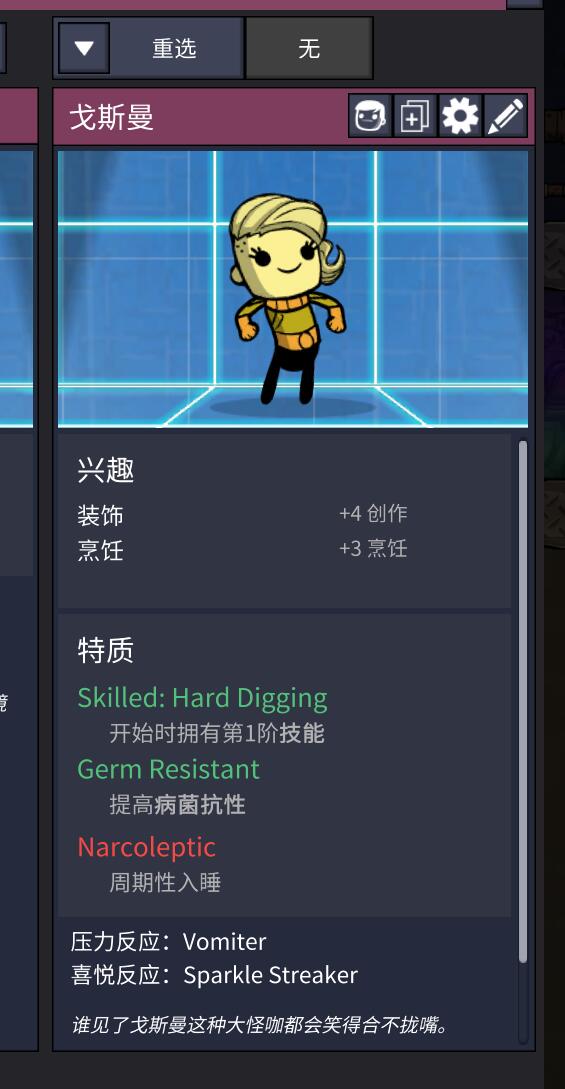 重选
无
戈斯曼
兴趣
装饰 +4 创作
烹饪 +3 烹饪
特质
Skilled: Hard Digging
开始时拥有第1阶技能
Germ Resistant
提高病菌抗性
Narcoleptic
周期性入睡
压力反应：Vomiter
喜悦反应：Sparkle Streaker
谁见了戈斯曼这种大怪咖都会笑得合不拢嘴。